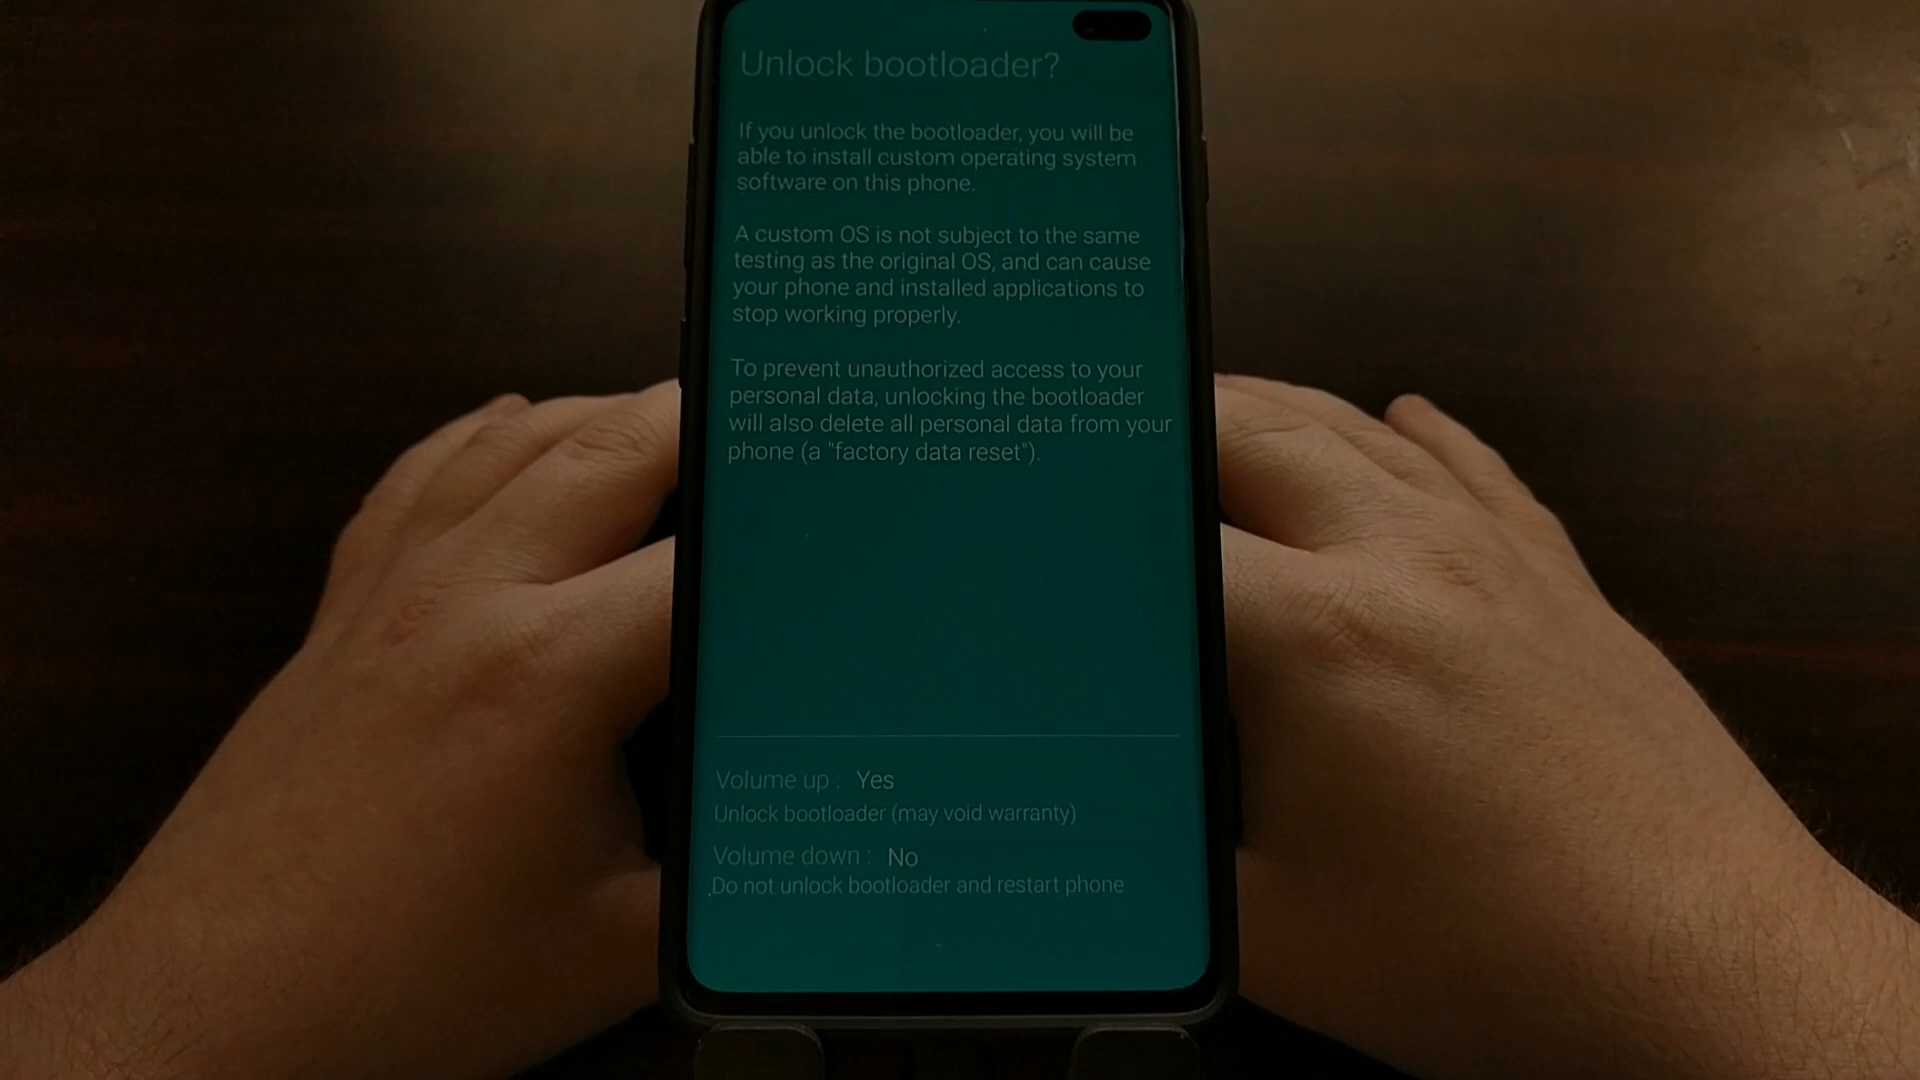 Unlock bootloader?
If you unlock the bootloader, you will be
able to install custom operating system
software on this phone.
A custom OS is not subject to the same
testing as the original OS, and can cause
your phone and installed applications to
stop working properly.
To prevent unauthorized access to your
personal data, unlocking the bootloader
will also delete all personal data from your
phone (a "factory data reset").
Volume up : Yes
Unlock bootloader (may void warranty)
Volume down : No
Do not unlock bootloader and restart phone